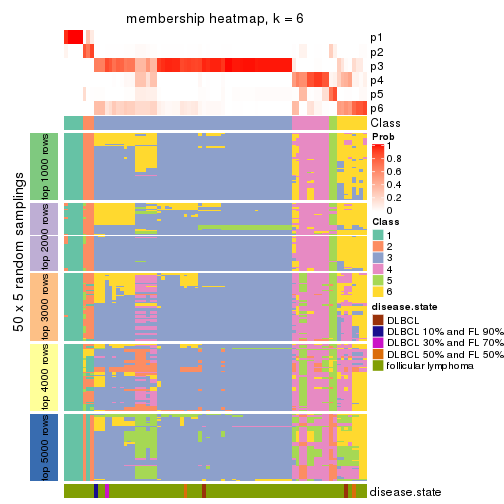 membership heatmap, k = 6
p1
p2
p3
p4
p5
p6
Class
Prob
1
0.8
0.6
0.4
0.2
0
Class
1
2
3
4
5
6
disease.state
DLBCL
DLBCL 10% and FL 90%
DLBCL 30% and FL 70%
DLBCL 50% and FL 50%
follicular lymphoma
50 x 5 random samplings
top 1000 rows
top 2000 rows
top 3000 rows
top 4000 rows
top 5000 rows
disease.state